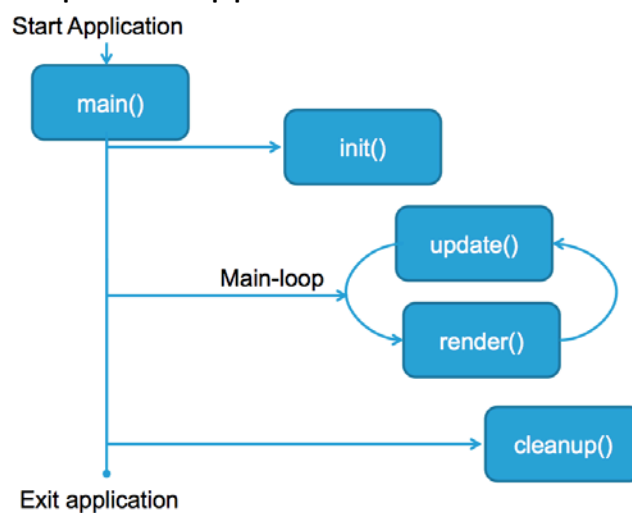 Start Application
main()
init()
update()
Main-loop
render()
cleanup()
Exit application